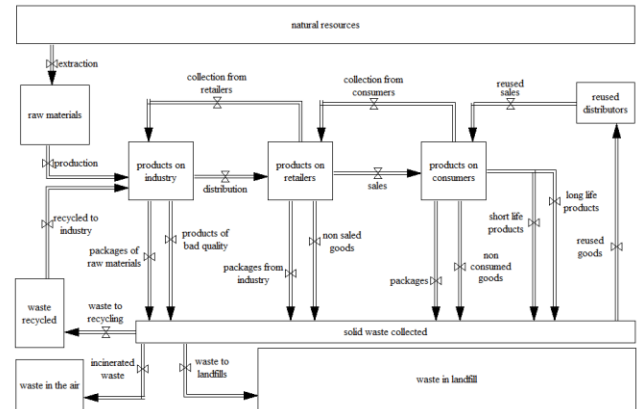 natural resources
extraction
collection from
retailers
collection from
consumers
reused
sales
raw materials
reused
distributors
production
products on
industry
distribution
products on
retailers
sales
products on
consumers
recycled to
industry
packages of
raw materials
products of
bad quality
packages from
industry
non saled
goods
packages
non
consumed
goods
short life
products
long life
products
reused
goods
waste
recycled
waste to
recycling
solid waste collected
incinerated
waste
waste to
landfills
waste in the air
waste in landfill